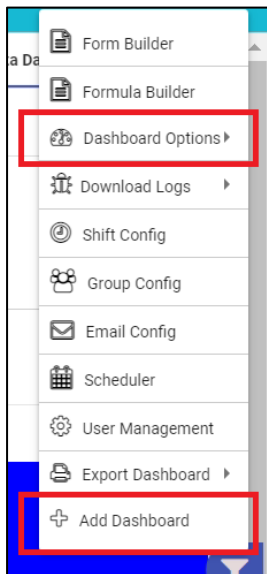 Form Builder
a Da
Formula Builder
Dashboard Options
Download Logs
Shift Config
Group Config
Email Config
Scheduler
User Management
Export Dashboard
Add Dashboard